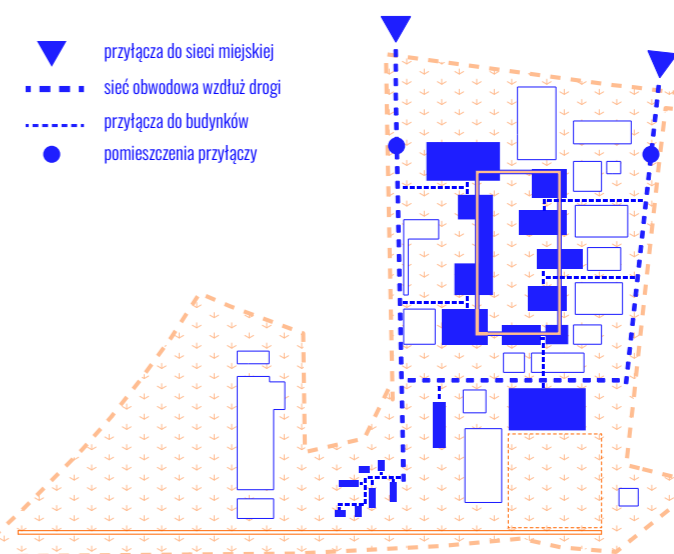 przyłącza do sieci miejskiej
sieć obwodowa wzdłuż drogi
przyłącza do budynków
pomieszczenia przyłączy